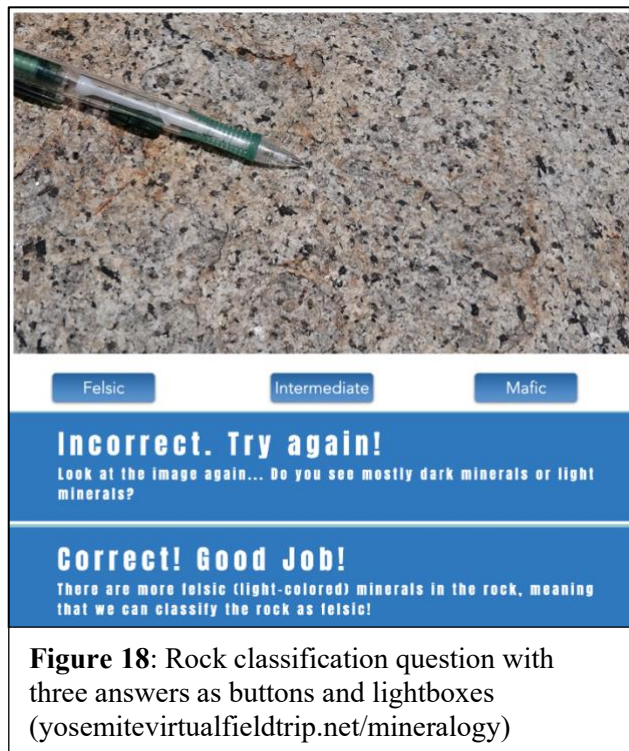 Felsic
Intermediate
Mafic
Incorrect. Try again!
Look at the image again... Do you see mostly dark minerals or light
minerals?
Correct! Good Job!
There are more felsic (light-colored) minerals in the rock, meaning
that we can classify the rock as felsic!
Figure 18: Rock classification question with
three answers as buttons and lightboxes
(yosemitevirtualfieldtrip.net/mineralogy)